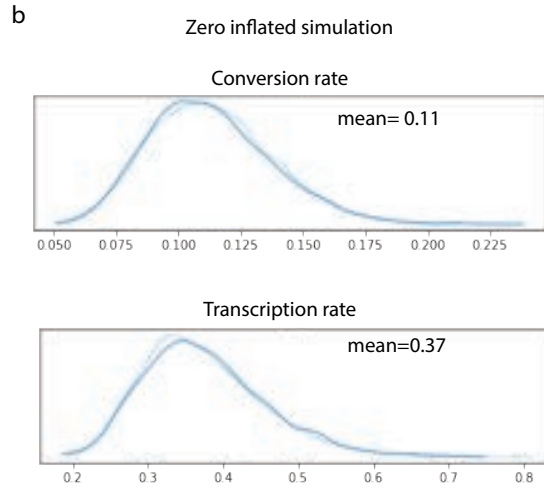 b
Zero inflated simulation
Conversion rate
mean= 0.11
0.050 0.075 0.100 0.125 0.150 0.175 0.200 0.225
Transcription rate
mean=0.37
0.2 0.3 0.4 0.5 0.6 0.7 0.8